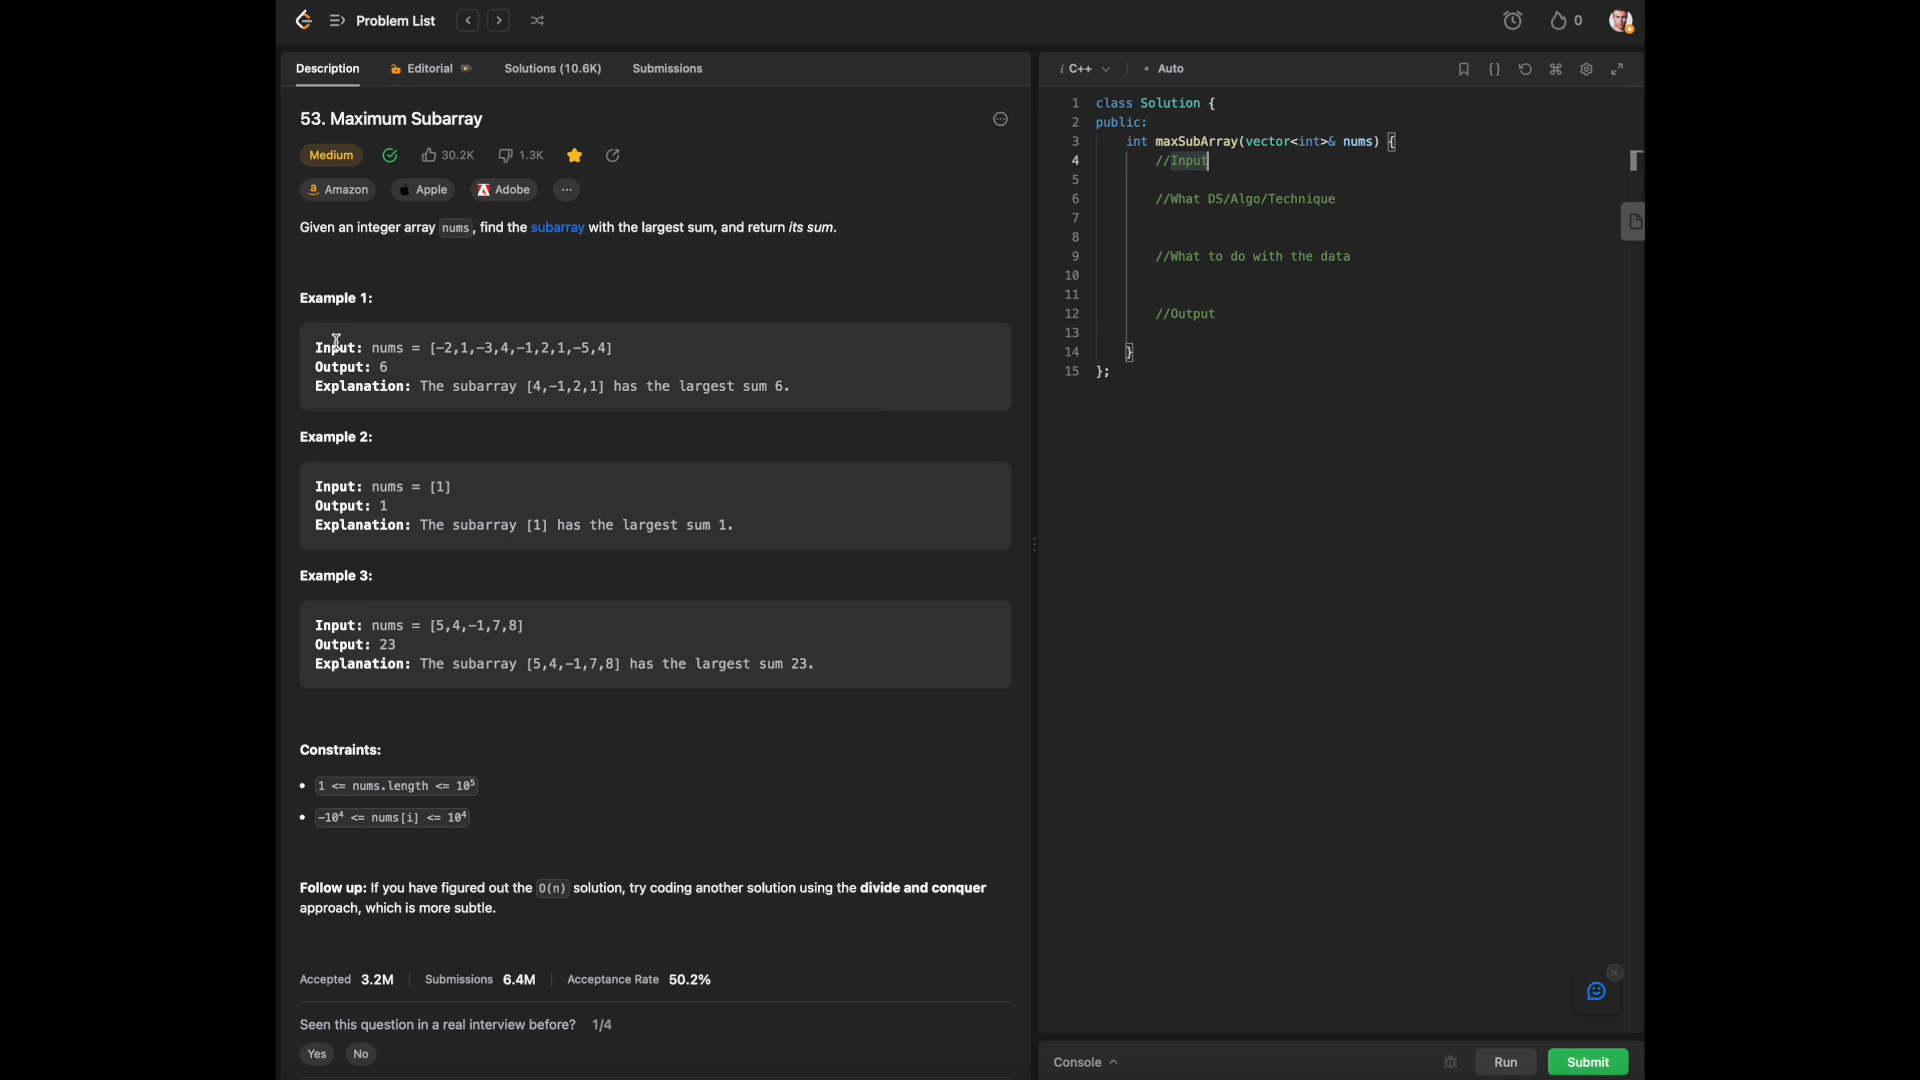 Problem List
0
Description
Editorial
Solutions (10.6K)
Submissions
53. Maximum Subarray
Medium
30.2K
1.3K
Amazon
Apple
Adobe
Given an integer array nums, find the subarray with the largest sum, and return its sum.
Example 1:
Input: nums = [-2,1,-3,4,-1,2,1,-5,4]
Output: 6
Explanation: The subarray [4,-1,2,1] has the largest sum 6.
Example 2:
Input: nums = [1]
Output: 1
Explanation: The subarray [1] has the largest sum 1.
Example 3:
Input: nums = [5,4,-1,7,8]
Output: 23
Explanation: The subarray [5,4,-1,7,8] has the largest sum 23.
Constraints:
• 1 <= nums.length <= 10⁵
• -10⁴ <= nums[i] <= 10⁴
Follow up: If you have figured out the O(n) solution, try coding another solution using the divide and conquer
approach, which is more subtle.
Accepted 3.2M | Submissions 6.4M | Acceptance Rate 50.2%
Seen this question in a real interview before? 1/4
Yes
No
i C++
• Auto
1 class Solution {
2 public:
3 int maxSubArray(vector<int>& nums) {
4 //Input
5
6 //What DS/Algo/Technique
7
8
9 //What to do with the data
10
11
12 //Output
13
14 }
15 };
Console
Run
Submit